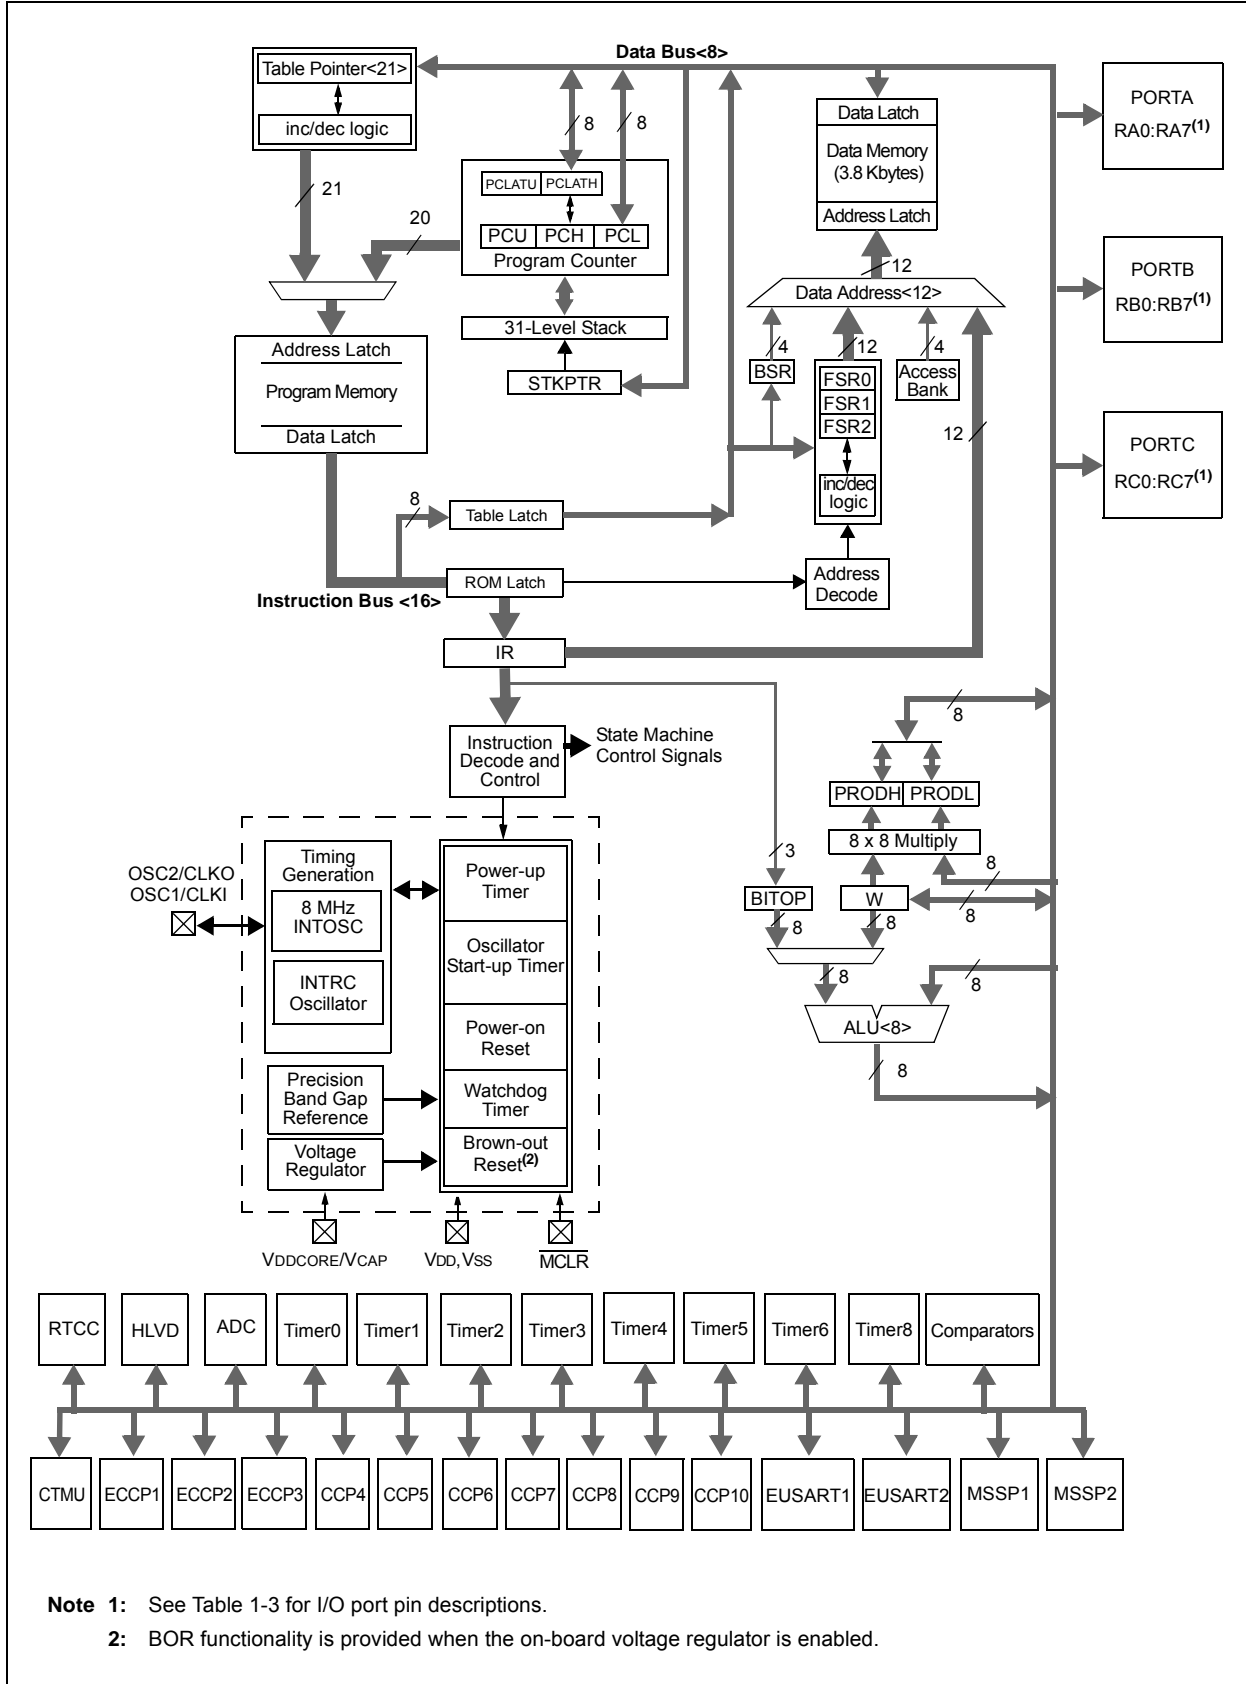 Data Bus<8>
Table Pointer<21>
inc/dec logic
21
20
8
8
PCLATU
PCLATH
PCU
PCH
PCL
Program Counter
31-Level Stack
STKPTR
Data Latch
Data Memory
(3.8 Kbytes)
Address Latch
12
Data Address<12>
4
12
4
BSR
FSR0
FSR1
FSR2
inc/dec
logic
Access
Bank
12
PORTA
RA0:RA7(1)
PORTB
RB0:RB7(1)
PORTC
RC0:RC7(1)
Address Latch
Program Memory
Data Latch
8
Table Latch
ROM Latch
Instruction Bus <16>
Address
Decode
IR
Instruction
Decode and
Control
State Machine
Control Signals
8
PRODH
PRODL
8 x 8 Multiply
3
8
BITOP
W
8
8
8
8
8
ALU<8>
8
OSC2/CLKO
OSC1/CLKI
Timing
Generation
8 MHz
INTOSC
INTRC
Oscillator
Power-up
Timer
Oscillator
Start-up Timer
Power-on
Reset
Watchdog
Timer
Brown-out
Reset(2)
Precision
Band Gap
Reference
Voltage
Regulator
VDDCORE/VCAP
VDD, VSS
MCLR
RTCC
HLVD
ADC
Timer0
Timer1
Timer2
Timer3
Timer4
Timer5
Timer6
Timer8
Comparators
CTMU
ECCP1
ECCP2
ECCP3
CCP4
CCP5
CCP6
CCP7
CCP8
CCP9
CCP10
EUSART1
EUSART2
MSSP1
MSSP2
Note 1: See Table 1-3 for I/O port pin descriptions.
2: BOR functionality is provided when the on-board voltage regulator is enabled.